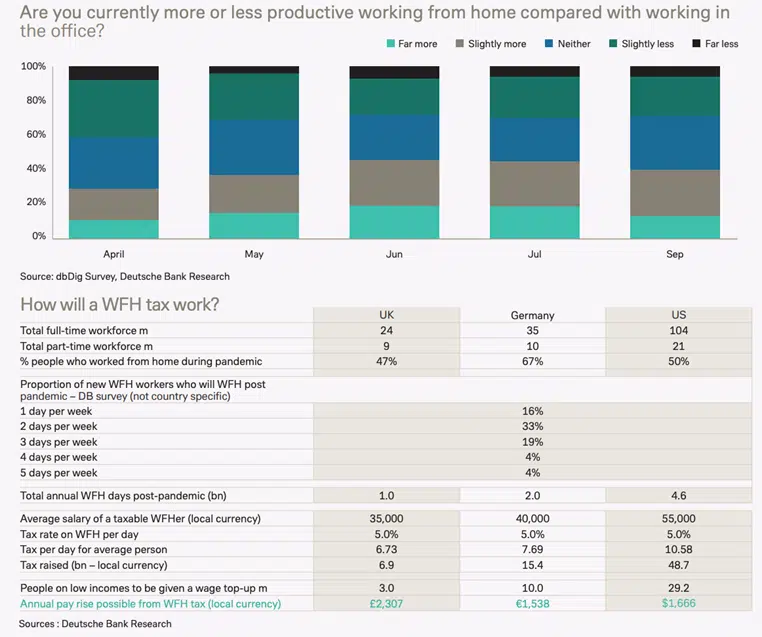 Are you currently more or less productive working from home compared with working in
the office?
Far more Slightly more Neither Slightly less Far less
100%
80%
60%
40%
20%
0%
April May Jun Jul Sep
Source: dbDig Survey, Deutsche Bank Research
How will a WFH tax work?
UK Germany US
Total full-time workforce m 24 35 104
Total part-time workforce m 9 10 21
% people who worked from home during pandemic 47% 67% 50%
Proportion of new WFH workers who will WFH post
pandemic – DB survey (not country specific)
1 day per week 16%
2 days per week 33%
3 days per week 19%
4 days per week 4%
5 days per week 4%
Total annual WFH days post-pandemic (bn) 1.0 2.0 4.6
Average salary of a taxable WFHer (local currency) 35,000 40,000 55,000
Tax rate on WFH per day 5.0% 5.0% 5.0%
Tax per day for average person 6.73 7.69 10.58
Tax raised (bn – local currency) 6.9 15.4 48.7
People on low incomes to be given a wage top-up m 3.0 10.0 29.2
Annual pay rise possible from WFH tax (local currency) £2,307 €1,538 $1,666
Sources : Deutsche Bank Research